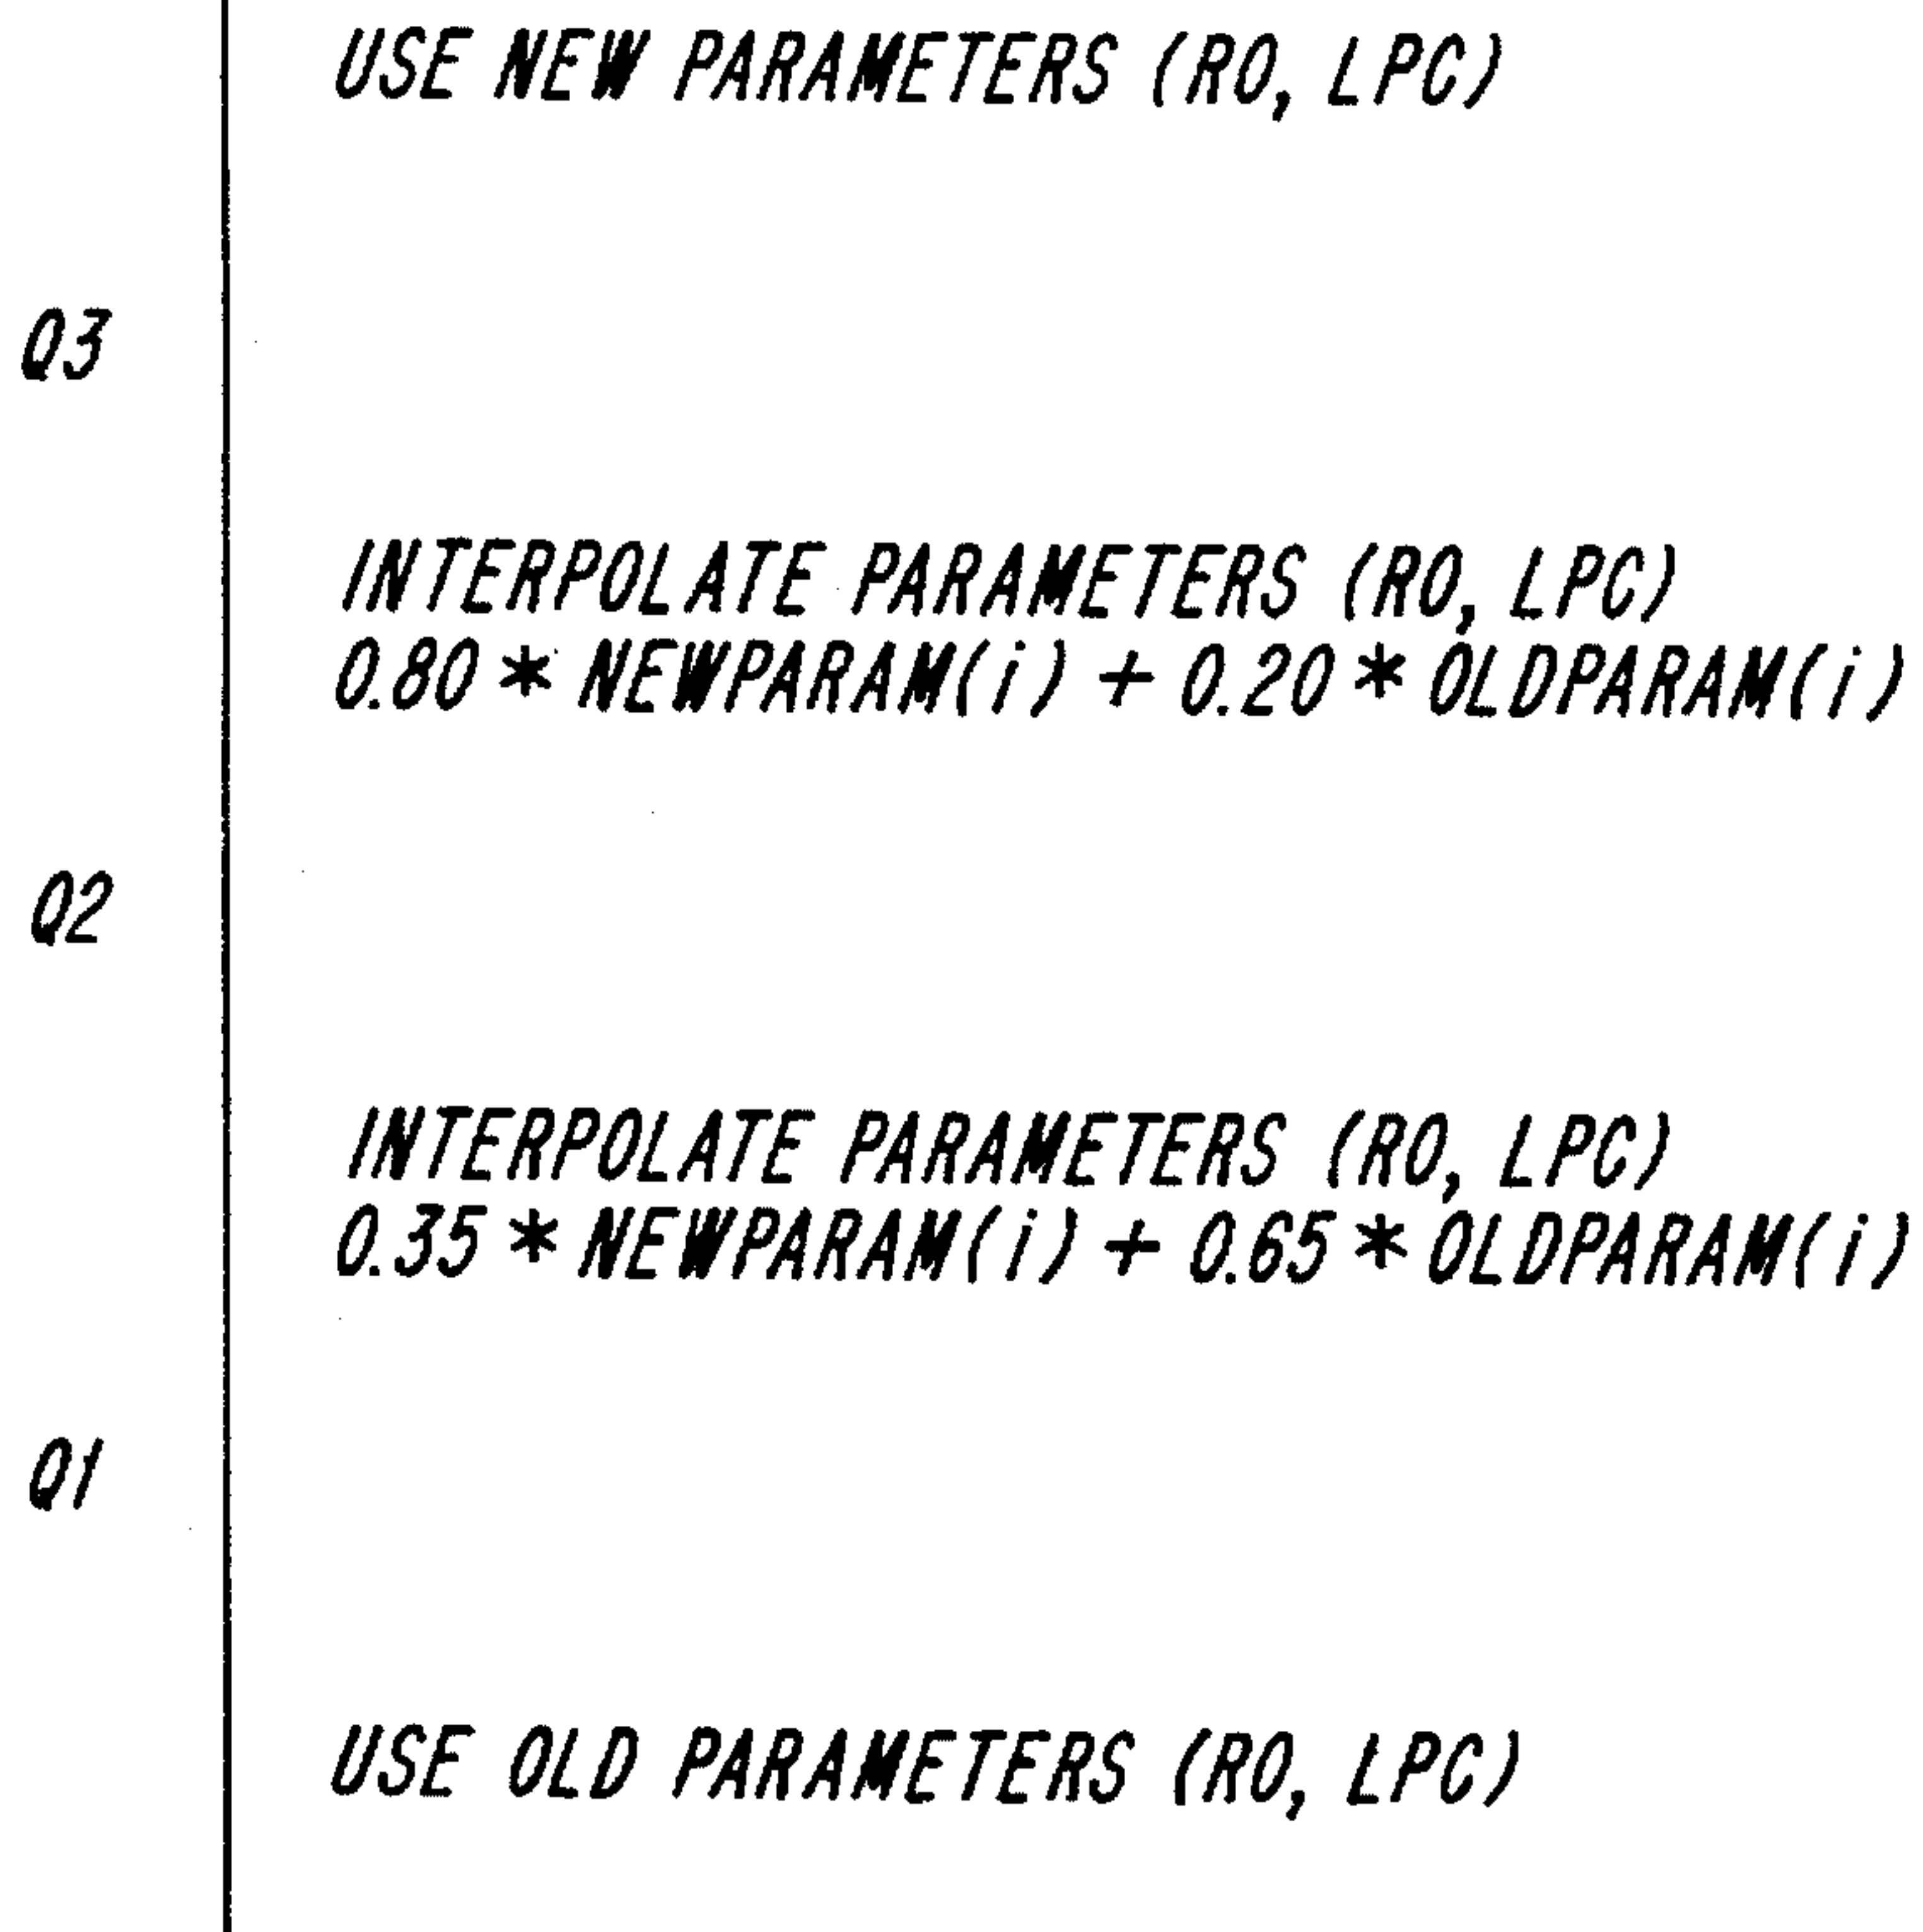 USE NEW PARAMETERS (R0, LPC)
Q3
INTERPOLATE PARAMETERS (R0, LPC)
0.80 * NEWPARAM(i) + 0.20 * OLDPARAM(i)
Q2
INTERPOLATE PARAMETERS (R0, LPC)
0.35 * NEWPARAM(i) + 0.65 * OLDPARAM(i)
Q1
USE OLD PARAMETERS (R0, LPC)